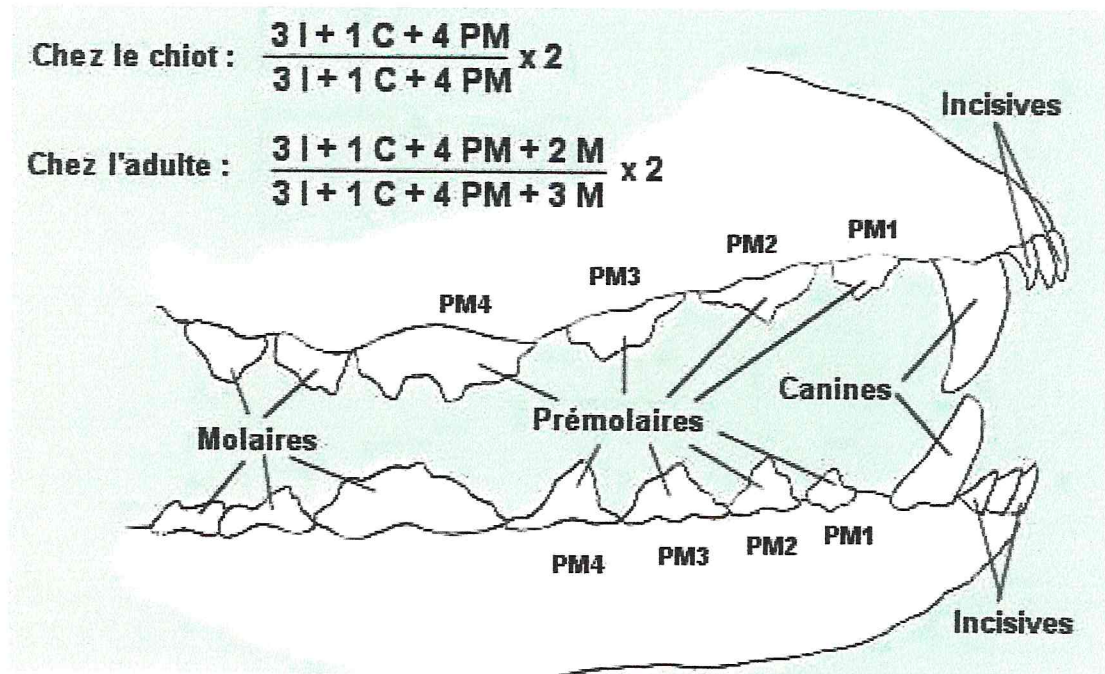 Chez le chiot : 3 I + 1 C + 4 PM / 3 I + 1 C + 4 PM x 2
Chez l'adulte : 3 I + 1 C + 4 PM + 2 M / 3 I + 1 C + 4 PM + 3 M x 2
Incisives
PM1
PM2
PM3
PM4
Canines
Prémolaires
Molaires
PM4
PM3
PM2
PM1
Incisives